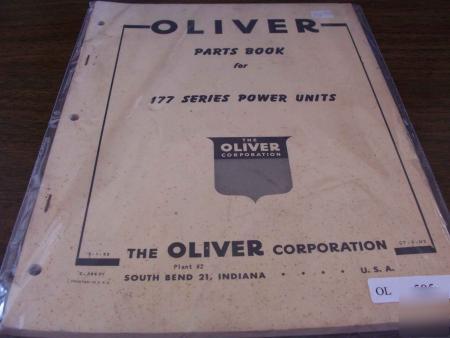 OLIVER
PARTS BOOK
for
177 SERIES POWER UNITS
THE
OLIVER
CORPORATION
THE OLIVER CORPORATION
Plant #2
SOUTH BEND 21, INDIANA • • • • U. S. A.
OL